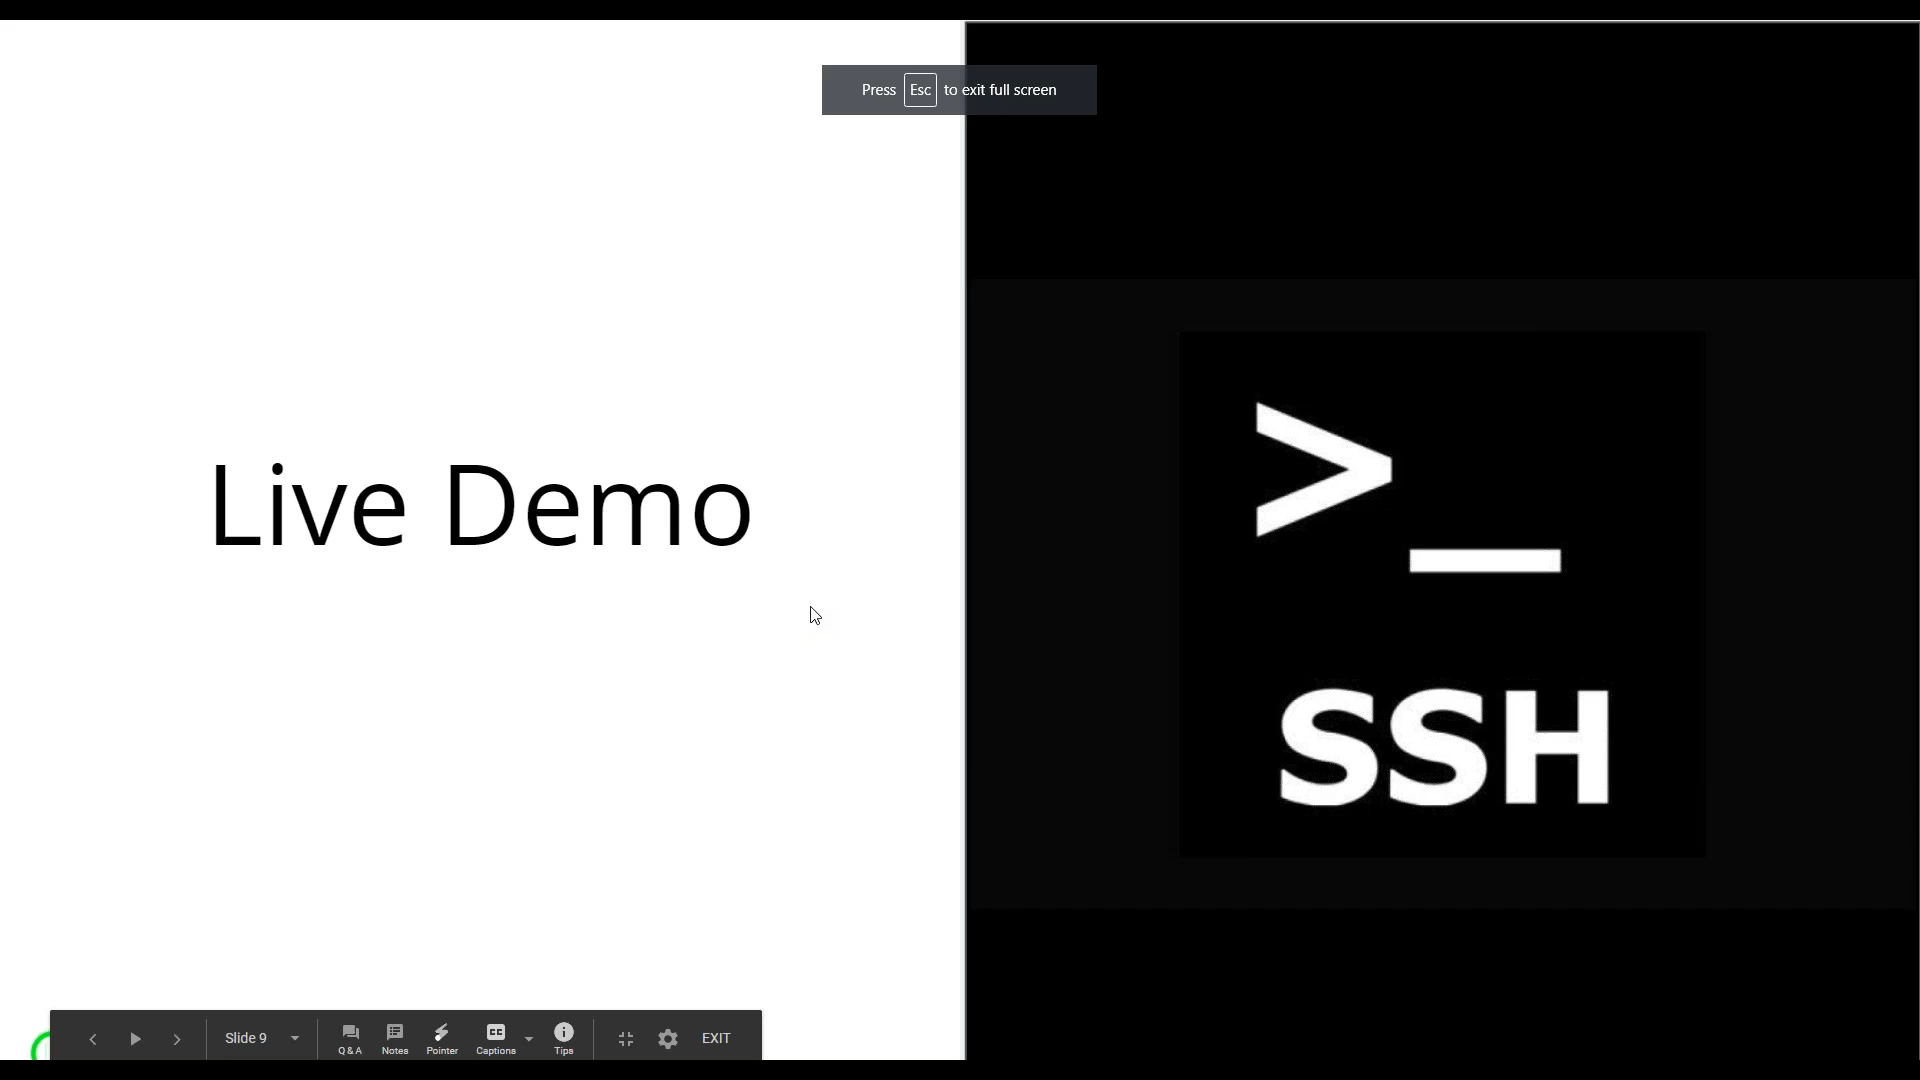 Press Esc to exit full screen
Live Demo
>_
SSH
Slide 9
Q & A Notes Pointer Captions Tips
EXIT